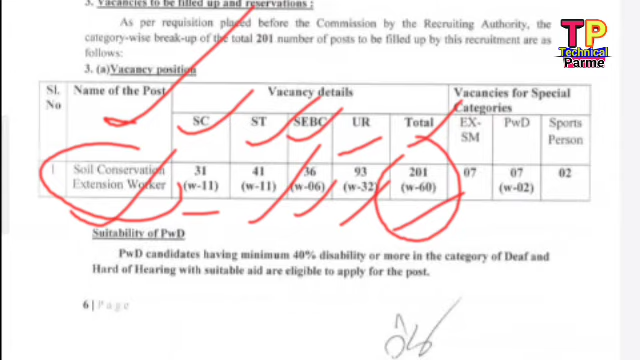 3. Vacancies to be filled up and reservations :
TP
Technical
Parme
As per requisition placed before the Commission by the Recruiting Authority, the
category-wise break-up of the total 201 number of posts to be filled up by this recruitment are as
follows:
3. (a) Vacancy position
Sl. No Name of the Post Vacancy details Vacancies for Special Categories
SC ST SEBC UR Total EX-SM PwD Sports Person
1 Soil Conservation Extension Worker 31 (w-11) 41 (w-11) 36 (w-06) 93 (w-32) 201 (w-60) 07 07 (w-02) 02
Suitability of PwD
PwD candidates having minimum 40% disability or more in the category of Deaf and
Hard of Hearing with suitable aid are eligible to apply for the post.
6 | Page